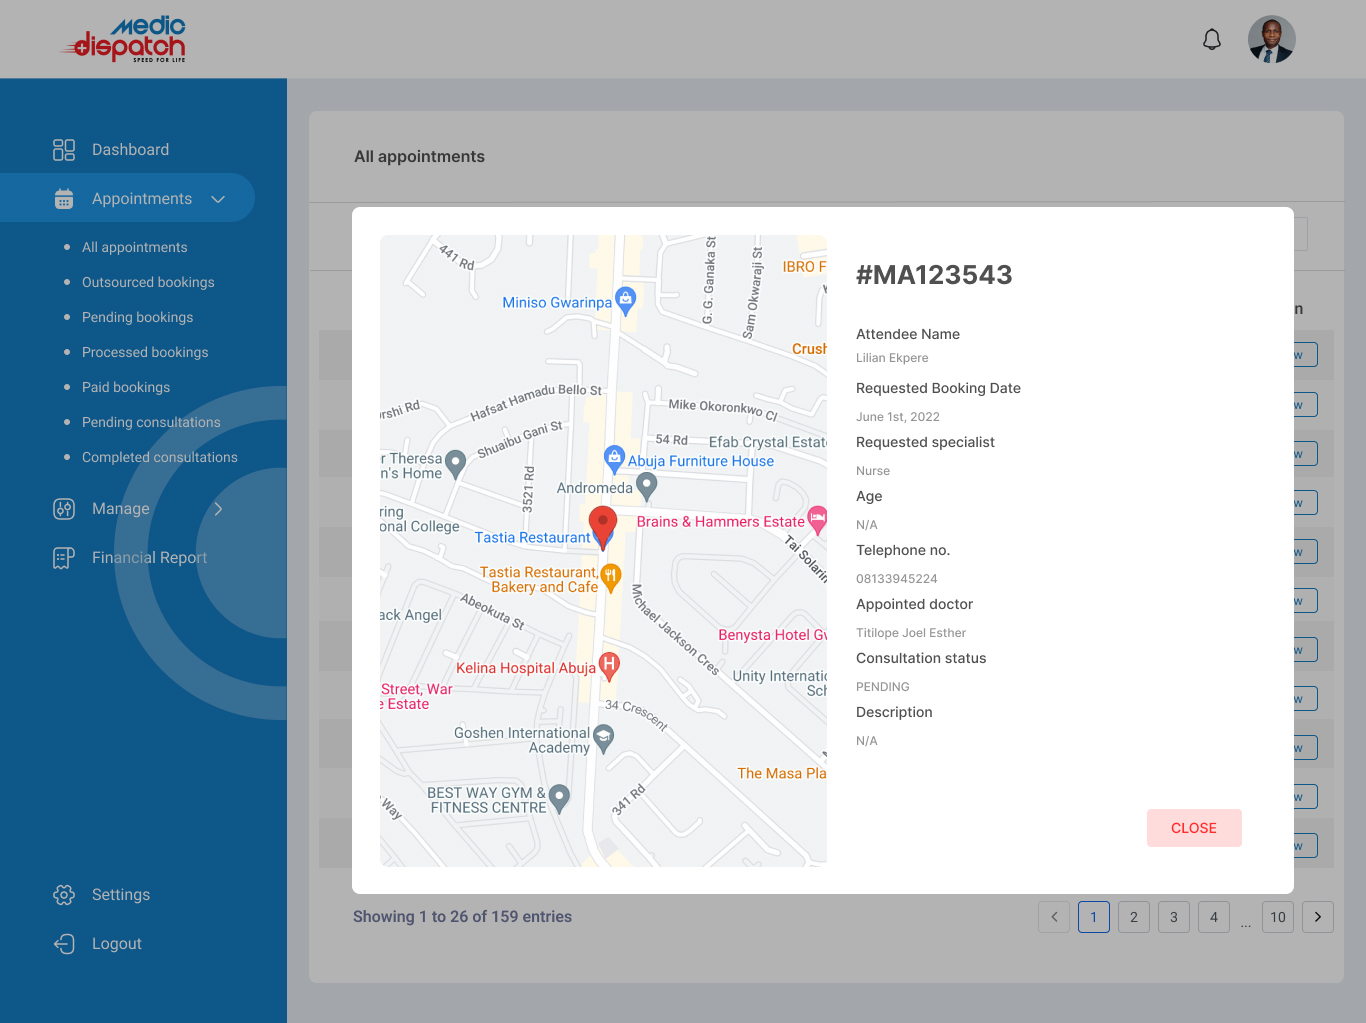 Medic
dispatch
SPEED FOR LIFE
Dashboard
Appointments
All appointments
Outsourced bookings
Pending bookings
Processed bookings
Paid bookings
Pending consultations
Completed consultations
Manage
Financial Report
Settings
Logout
All appointments
n
w
w
w
w
w
w
w
w
w
w
w
441 Rd
G. G. Ganaka St
Sam Okwaraji St
IBRO F
Miniso Gwarinpa
Crush
Hafsat Hamadu Bello St
Mike Okoronkwo Cl
orshi Rd
Shuaibu Gani St
54 Rd
Efab Crystal Estate
r Theresa
n's Home
Abuja Furniture House
3521 Rd
Andromeda
ring
onal College
Brains & Hammers Estate
Tastia Restaurant
Tai Solarin
Tastia Restaurant,
Bakery and Cafe
Abeokuta St
Michael Jackson Cres
ack Angel
Benysta Hotel Gw
Kelina Hospital Abuja
Unity Internatio
Sch
Street, War
e Estate
34 Crescent
Goshen International
Academy
The Masa Pla
BEST WAY GYM &
FITNESS CENTRE
341 Rd
Way
#MA123543
Attendee Name
Lilian Ekpere
Requested Booking Date
June 1st, 2022
Requested specialist
Nurse
Age
N/A
Telephone no.
08133945224
Appointed doctor
Titilope Joel Esther
Consultation status
PENDING
Description
N/A
CLOSE
Showing 1 to 26 of 159 entries
1 2 3 4 ... 10